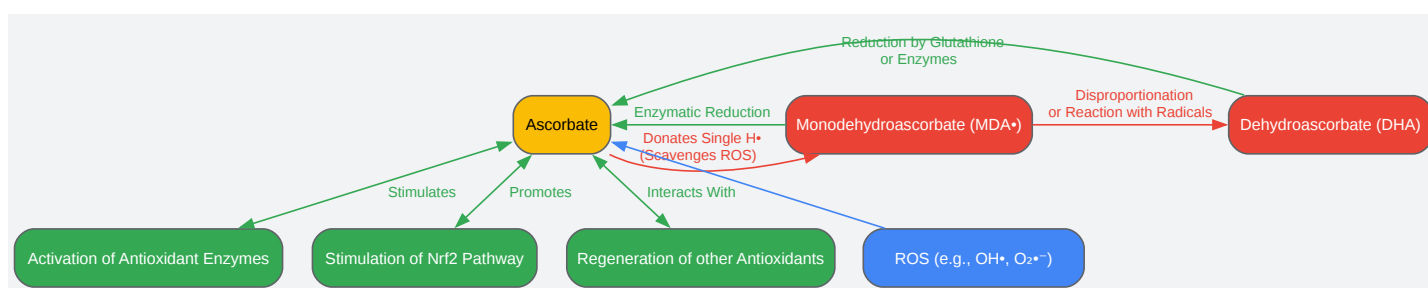 Reduction by Glutathione
or Enzymes
Disproportionation
or Reaction with Radicals
Enzymatic Reduction
Ascorbate
Monodehydroascorbate (MDA•)
Dehydroascorbate (DHA)
Donates Single H•
(Scavenges ROS)
Stimulates
Promotes
Interacts With
Activation of Antioxidant Enzymes
Stimulation of Nrf2 Pathway
Regeneration of other Antioxidants
ROS (e.g., OH•, O₂•⁻)